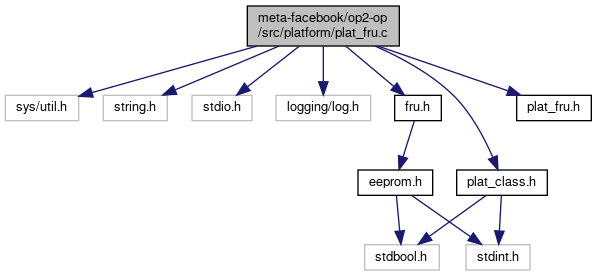 meta-facebook/op2-op
/src/platform/plat_fru.c
sys/util.h
string.h
stdio.h
logging/log.h
fru.h
plat_fru.h
eeprom.h
plat_class.h
stdbool.h
stdint.h